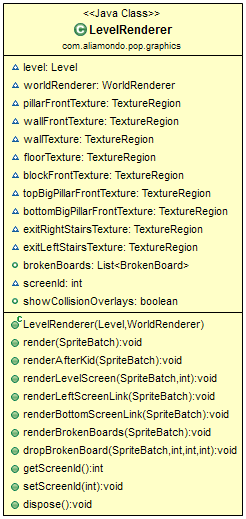 <<Java Class>>
LevelRenderer
com.aliamondo.pop.graphics
level: Level
worldRenderer: WorldRenderer
pillarFrontTexture: TextureRegion
wallFrontTexture: TextureRegion
wallTexture: TextureRegion
floorTexture: TextureRegion
blockFrontTexture: TextureRegion
topBigPillarFrontTexture: TextureRegion
bottomBigPillarTexture: TextureRegion
exitRightStairsTexture: TextureRegion
exitLeftStairsTexture: TextureRegion
brokenBoards: List<BrokenBoard>
screenId: int
showCollisionOverlays: boolean
LevelRenderer(Level,WorldRenderer)
render(SpriteBatch):void
renderAfterKid(SpriteBatch):void
renderLevelScreen(SpriteBatch,int):void
renderLeftScreenLink(SpriteBatch):void
renderBottomScreenLink(SpriteBatch):void
renderBrokenBoards(SpriteBatch):void
dropBrokenBoard(SpriteBatch,int,int,int):void
getScreenId():int
setScreenId(int):void
dispose():void